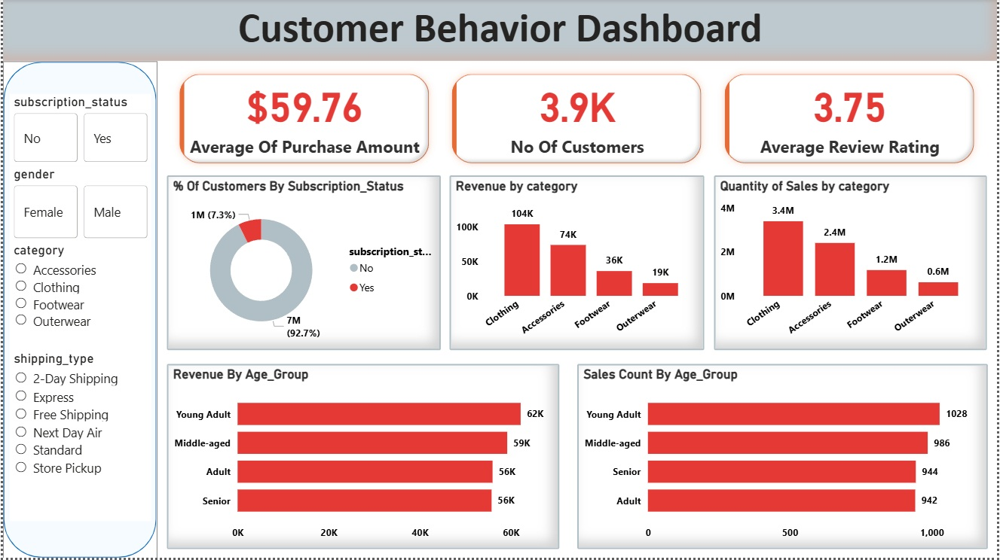 Customer Behavior Dashboard
subscription_status
No
Yes
gender
Female
Male
category
Accessories
Clothing
Footwear
Outerwear
shipping_type
2-Day Shipping
Express
Free Shipping
Next Day Air
Standard
Store Pickup
$59.76
Average Of Purchase Amount
3.9K
No Of Customers
3.75
Average Review Rating
% Of Customers By Subscription_Status
1M (7.3%)
7M
(92.7%)
subscription_st...
No
Yes
Revenue by category
100K
50K
0K
104K
74K
36K
19K
Clothing
Accessories
Footwear
Outerwear
Quantity of Sales by category
4M
2M
0M
3.4M
2.4M
1.2M
0.6M
Clothing
Accessories
Footwear
Outerwear
Revenue By Age_Group
Young Adult 62K
Middle-aged 59K
Adult 56K
Senior 56K
0K 20K 40K 60K
Sales Count By Age_Group
Young Adult 1028
Middle-aged 986
Senior 944
Adult 942
0 500 1,000